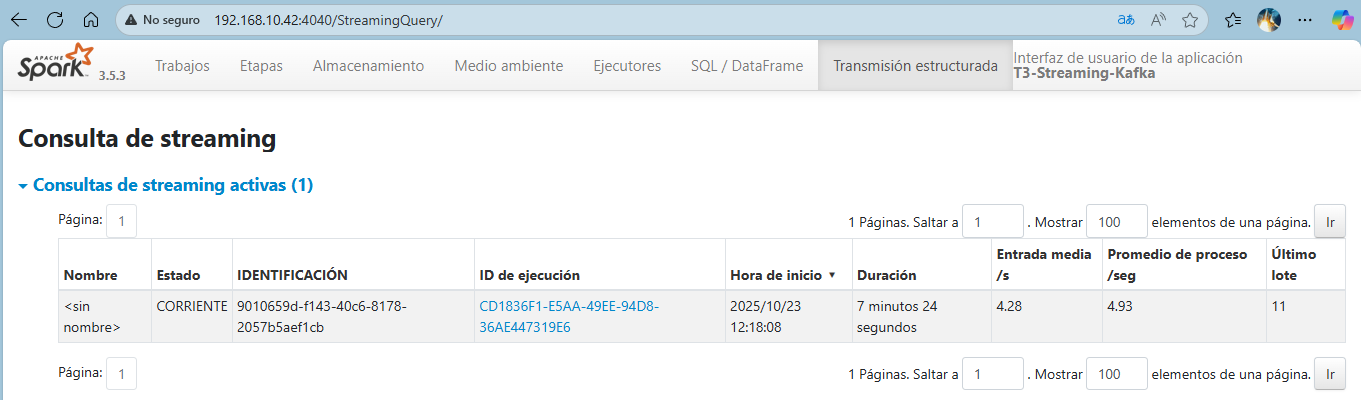 No seguro 192.168.10.42:4040/StreamingQuery/
APACHE Spark 3.5.3 Trabajos Etapas Almacenamiento Medio ambiente Ejecutores SQL / DataFrame Transmisión estructurada Interfaz de usuario de la aplicación
T3-Streaming-Kafka
Consulta de streaming
Consultas de streaming activas (1)
Página: 1 1 Páginas. Saltar a 1 . Mostrar 100 elementos de una página. Ir
Nombre Estado IDENTIFICACIÓN ID de ejecución Hora de inicio ▾ Duración Entrada media /s Promedio de proceso /seg Último lote
<sin nombre> CORRIENTE 9010659d-f143-40c6-8178-2057b5aef1cb CD1836F1-E5AA-49EE-94D8-36AE447319E6 2025/10/23 12:18:08 7 minutos 24 segundos 4.28 4.93 11
Página: 1 1 Páginas. Saltar a 1 . Mostrar 100 elementos de una página. Ir